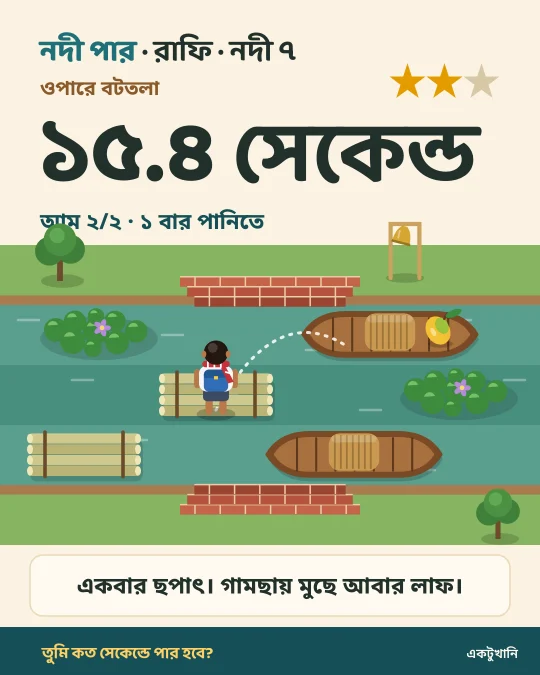 নদী পার · রাফি · নদী ৭
ওপারে বটতলা
১৫.৪ সেকেন্ড
আম ২/২ · ১ বার পানিতে
একবার ছপাৎ। গামছায় মুছে আবার লাফ।
তুমি কত সেকেন্ডে পার হবে?
একটুখানি